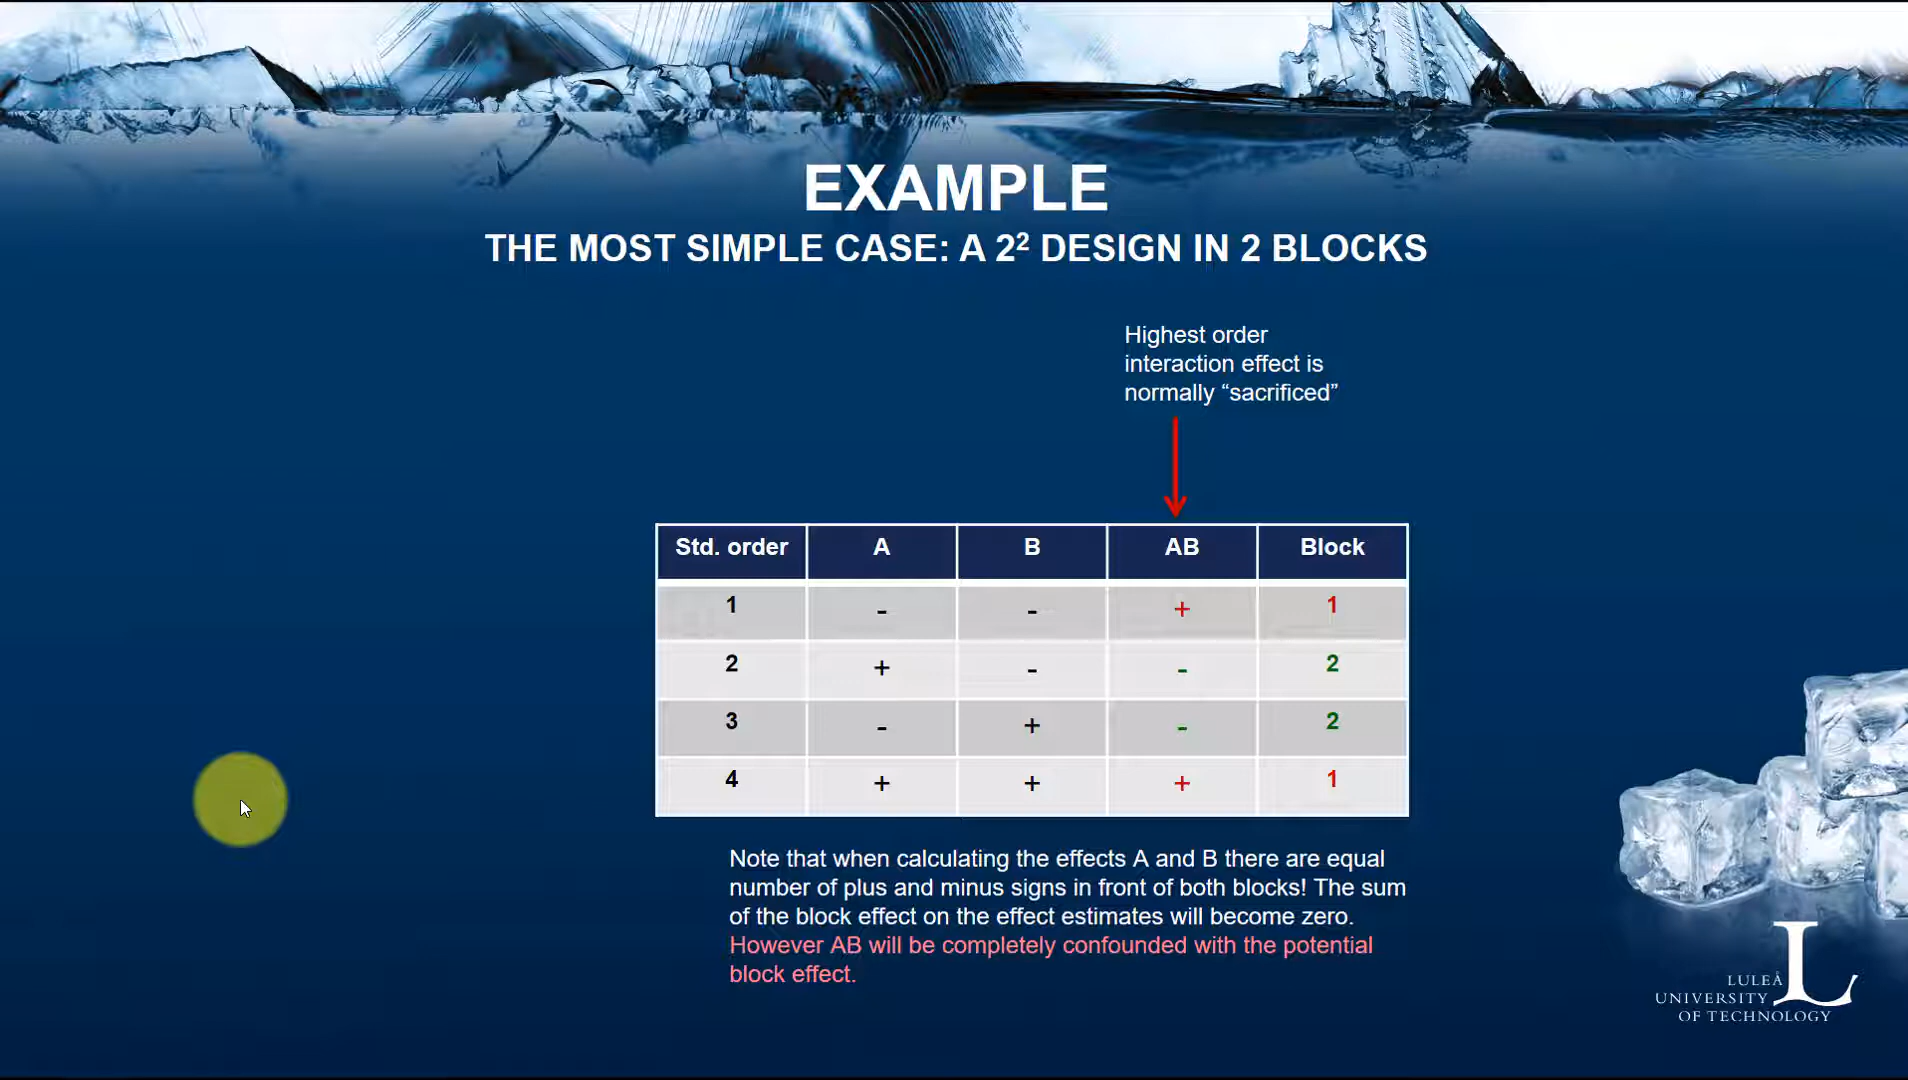 EXAMPLE
THE MOST SIMPLE CASE: A 2² DESIGN IN 2 BLOCKS
Highest order
interaction effect is
normally “sacrificed”
Std. order A B AB Block
1 - - + 1
2 + - - 2
3 - + - 2
4 + + + 1
Note that when calculating the effects A and B there are equal
number of plus and minus signs in front of both blocks! The sum
of the block effect on the effect estimates will become zero.
However AB will be completely confounded with the potential
block effect.
L
LULEÅ
UNIVERSITY
OF TECHNOLOGY